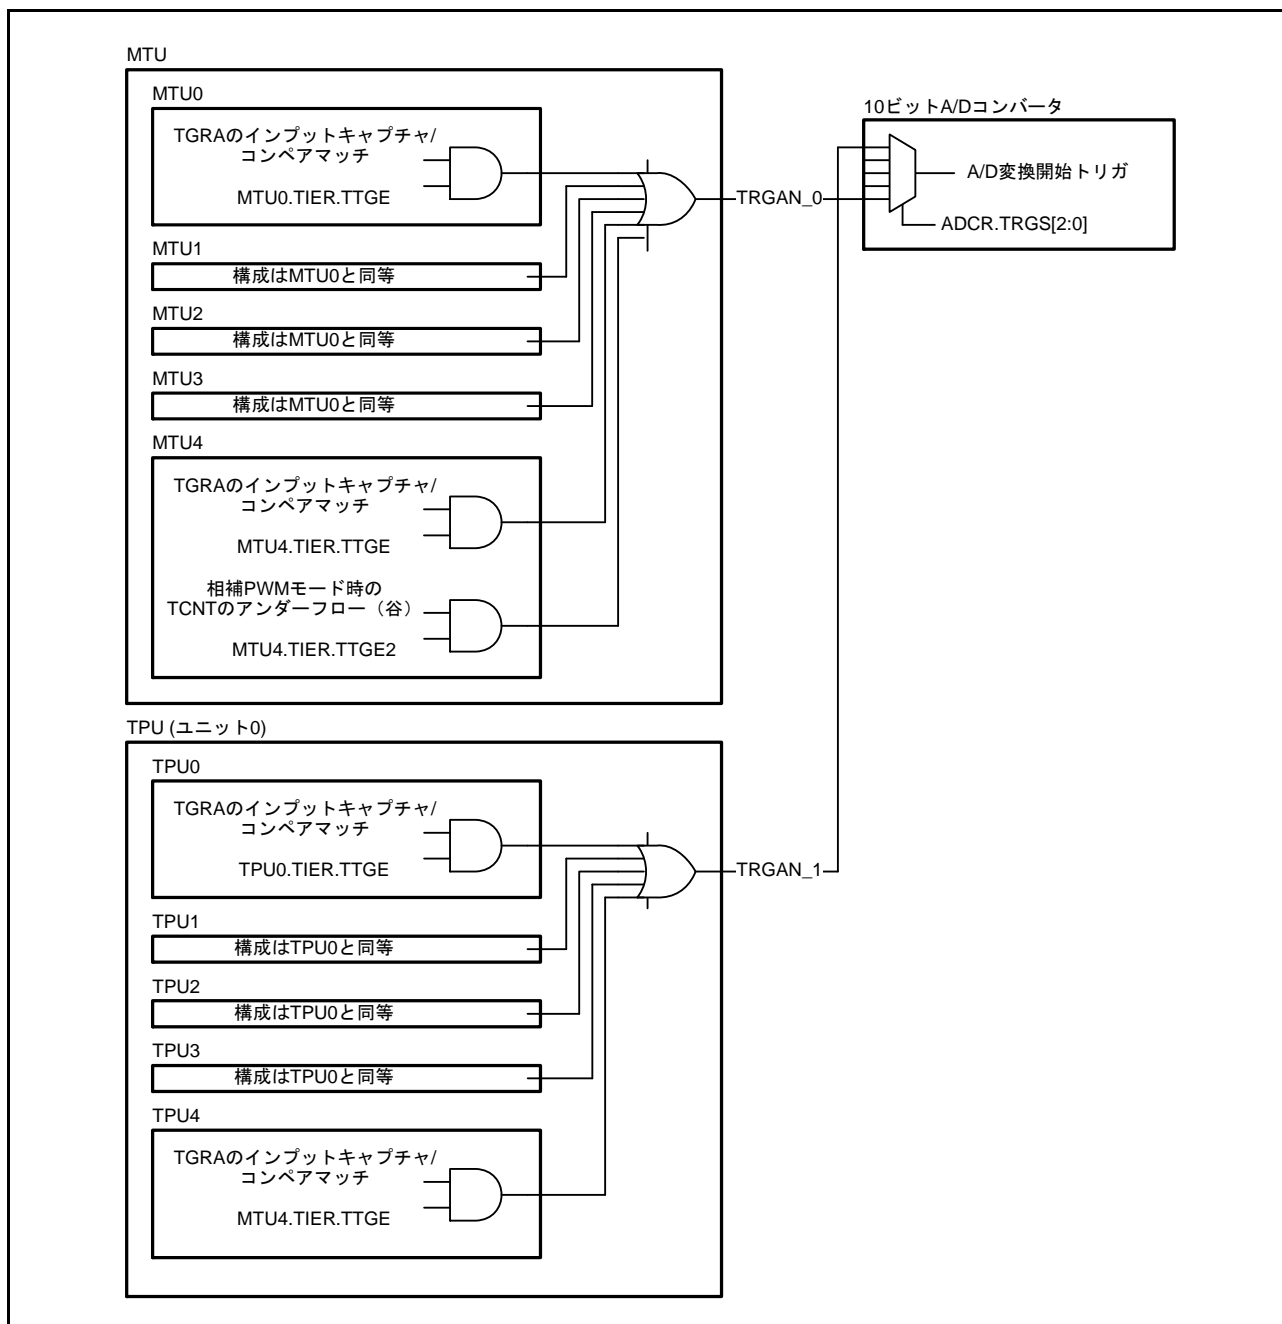 MTU
MTU0
TGRAのインプットキャプチャ/
コンペアマッチ
MTU0.TIER.TTGE
MTU1
構成はMTU0と同等
MTU2
構成はMTU0と同等
MTU3
構成はMTU0と同等
MTU4
TGRAのインプットキャプチャ/
コンペアマッチ
MTU4.TIER.TTGE
相補PWMモード時の
TCNTのアンダーフロー（谷）
MTU4.TIER.TTGE2
TRGAN_0
10ビットA/Dコンバータ
A/D変換開始トリガ
ADCR.TRGS[2:0]
TPU (ユニット0)
TPU0
TGRAのインプットキャプチャ/
コンペアマッチ
TPU0.TIER.TTGE
TPU1
構成はTPU0と同等
TPU2
構成はTPU0と同等
TPU3
構成はTPU0と同等
TPU4
TGRAのインプットキャプチャ/
コンペアマッチ
MTU4.TIER.TTGE
TRGAN_1